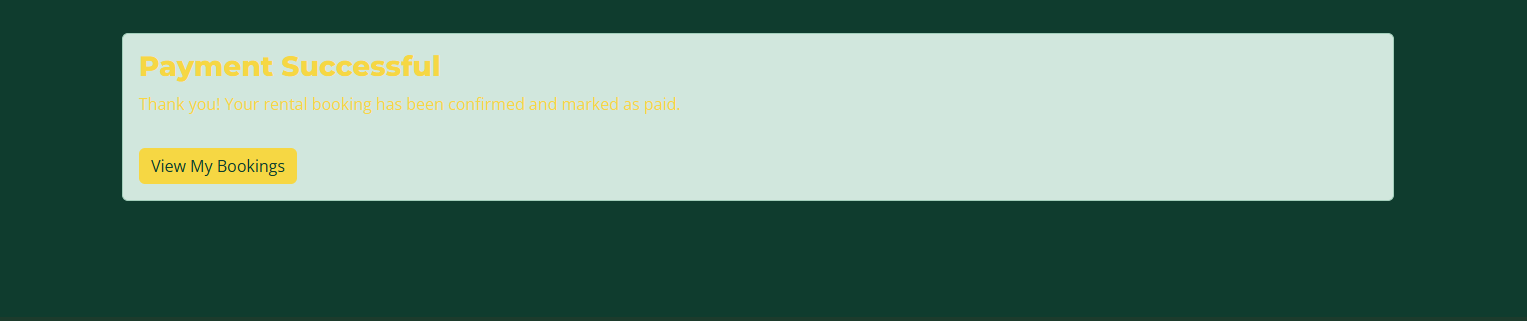 Payment Successful
Thank you! Your rental booking has been confirmed and marked as paid.
View My Bookings